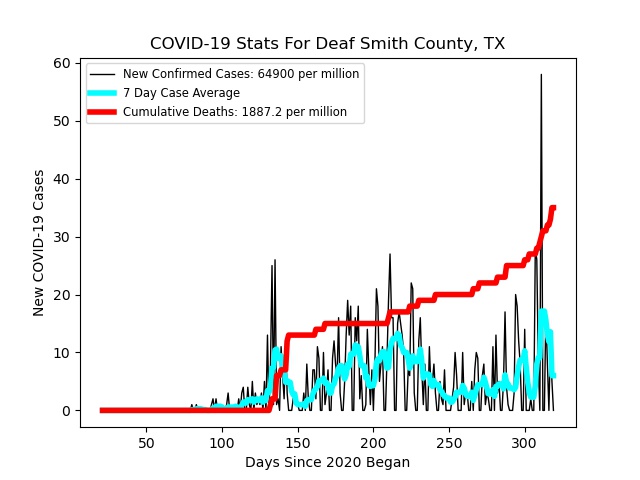 COVID-19 Stats For Deaf Smith County, TX
New Confirmed Cases: 64900 per million
7 Day Case Average
Cumulative Deaths: 1887.2 per million
60
50
40
30
20
10
0
New COVID-19 Cases
50 100 150 200 250 300
Days Since 2020 Began